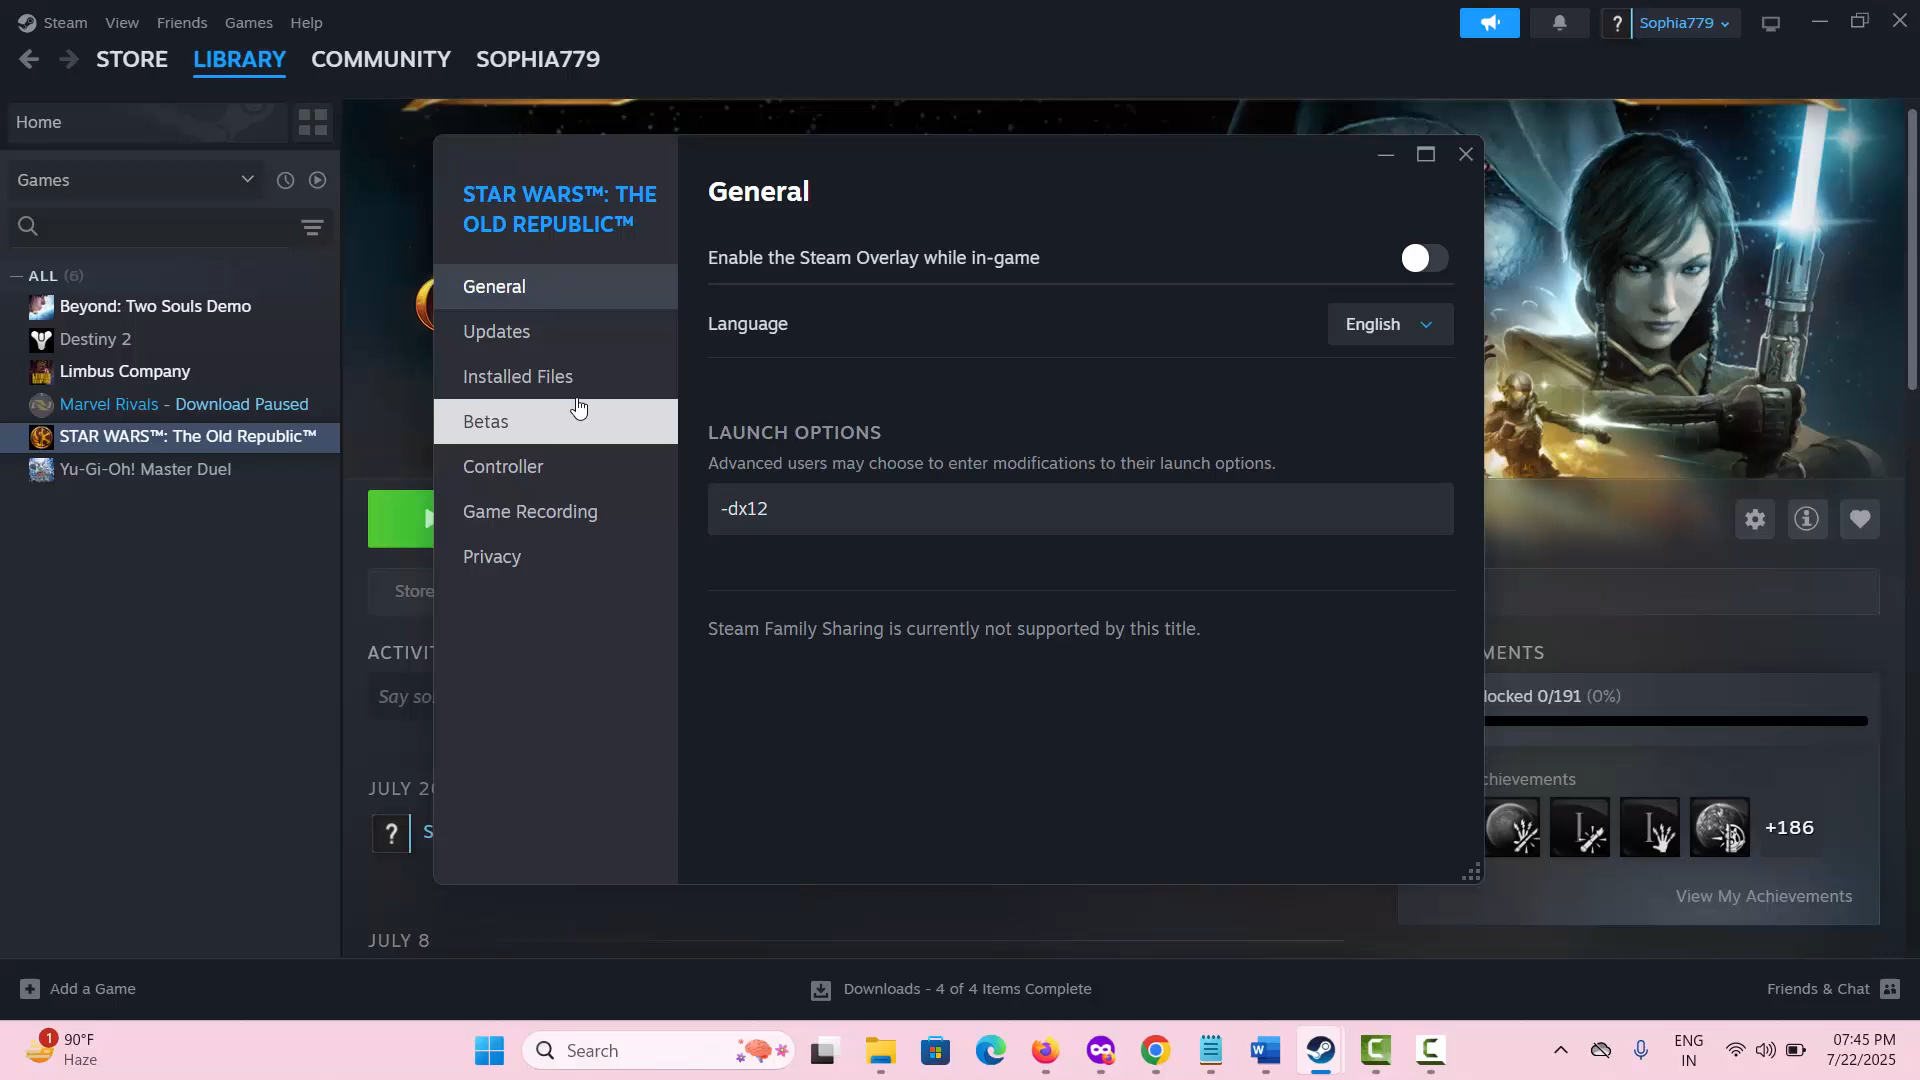 Steam View Friends Games Help
? Sophia779
STORE LIBRARY COMMUNITY SOPHIA779
Home
Games
— ALL (6)
Beyond: Two Souls Demo
Destiny 2
Limbus Company
Marvel Rivals - Download Paused
STAR WARS™: The Old Republic™
Yu-Gi-Oh! Master Duel
STAR WARS™: THE
OLD REPUBLIC™
General
Updates
Installed Files
Betas
Controller
Game Recording
Privacy
General
Enable the Steam Overlay while in-game
Language
English
LAUNCH OPTIONS
Advanced users may choose to enter modifications to their launch options.
-dx12
Steam Family Sharing is currently not supported by this title.
Store
ACTIVIT
Say so
JULY 20
? S
JULY 8
MENTS
locked 0/191 (0%)
chievements
+186
View My Achievements
Add a Game
Downloads - 4 of 4 Items Complete
Friends & Chat
1
90°F
Haze
Search
ENG
IN
07:45 PM
7/22/2025